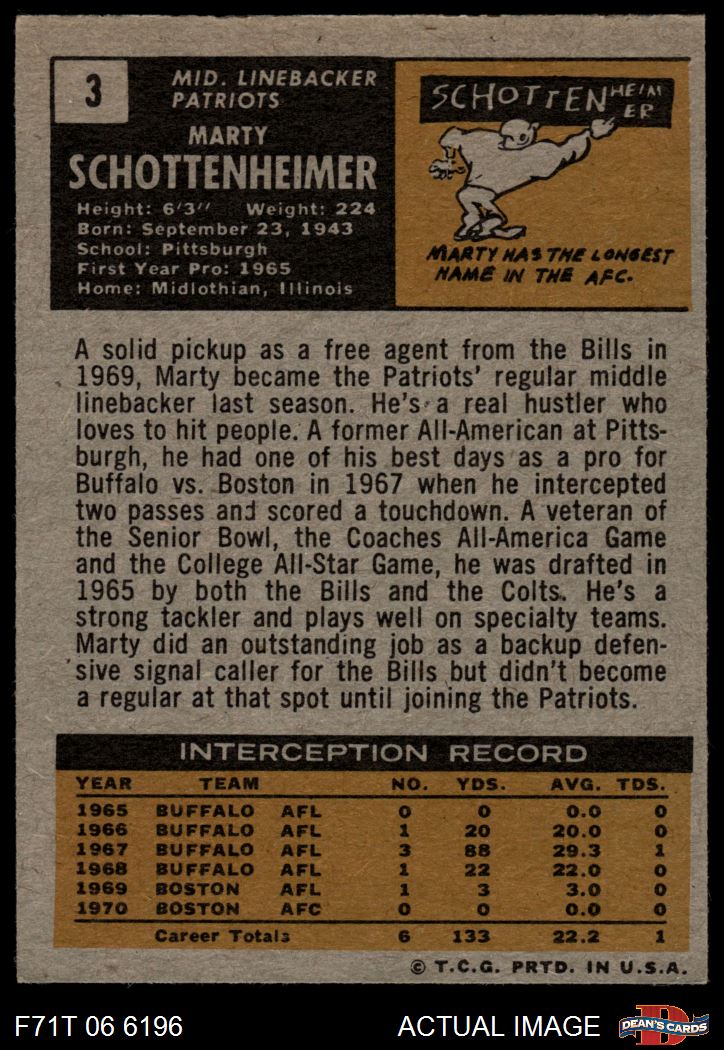 3
MID. LINEBACKER
PATRIOTS
MARTY
SCHOTTENHEIMER
Height: 6'3" Weight: 224
Born: September 23, 1943
School: Pittsburgh
First Year Pro: 1965
Home: Midlothian, Illinois
SCHOTTENHEIM
ER
MARTY HAS THE LONGEST
NAME IN THE AFC.
A solid pickup as a free agent from the Bills in
1969, Marty became the Patriots' regular middle
linebacker last season. He's a real hustler who
loves to hit people. A former All-American at Pitts-
burgh, he had one of his best days as a pro for
Buffalo vs. Boston in 1967 when he intercepted
two passes and scored a touchdown. A veteran of
the Senior Bowl, the Coaches All-America Game
and the College All-Star Game, he was drafted in
1965 by both the Bills and the Colts. He's a
strong tackler and plays well on specialty teams.
Marty did an outstanding job as a backup defen-
sive signal caller for the Bills but didn't become
a regular at that spot until joining the Patriots.
INTERCEPTION RECORD
YEAR TEAM NO. YDS. AVG. TDS.
1965 BUFFALO AFL 0 0 0.0 0
1966 BUFFALO AFL 1 20 20.0 0
1967 BUFFALO AFL 3 88 29.3 1
1968 BUFFALO AFL 1 22 22.0 0
1969 BOSTON AFL 1 3 3.0 0
1970 BOSTON AFC 0 0 0.0 0
Career Totals 6 133 22.2 1
© T.C.G. PRTD. IN U.S.A.
F71T 06 6196 ACTUAL IMAGE
DEAN'S CARDS